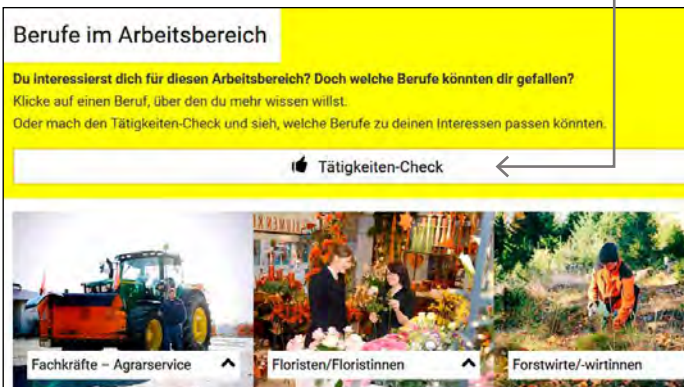 Berufe im Arbeitsbereich
Du interessierst dich für diesen Arbeitsbereich? Doch welche Berufe könnten dir gefallen?
Klicke auf einen Beruf, über den du mehr wissen willst.
Oder mach den Tätigkeiten-Check und sieh, welche Berufe zu deinen Interessen passen könnten.
Tätigkeiten-Check
Fachkräfte – Agrarservice
Floristen/Floristinnen
Forstwirte/-wirtinnen